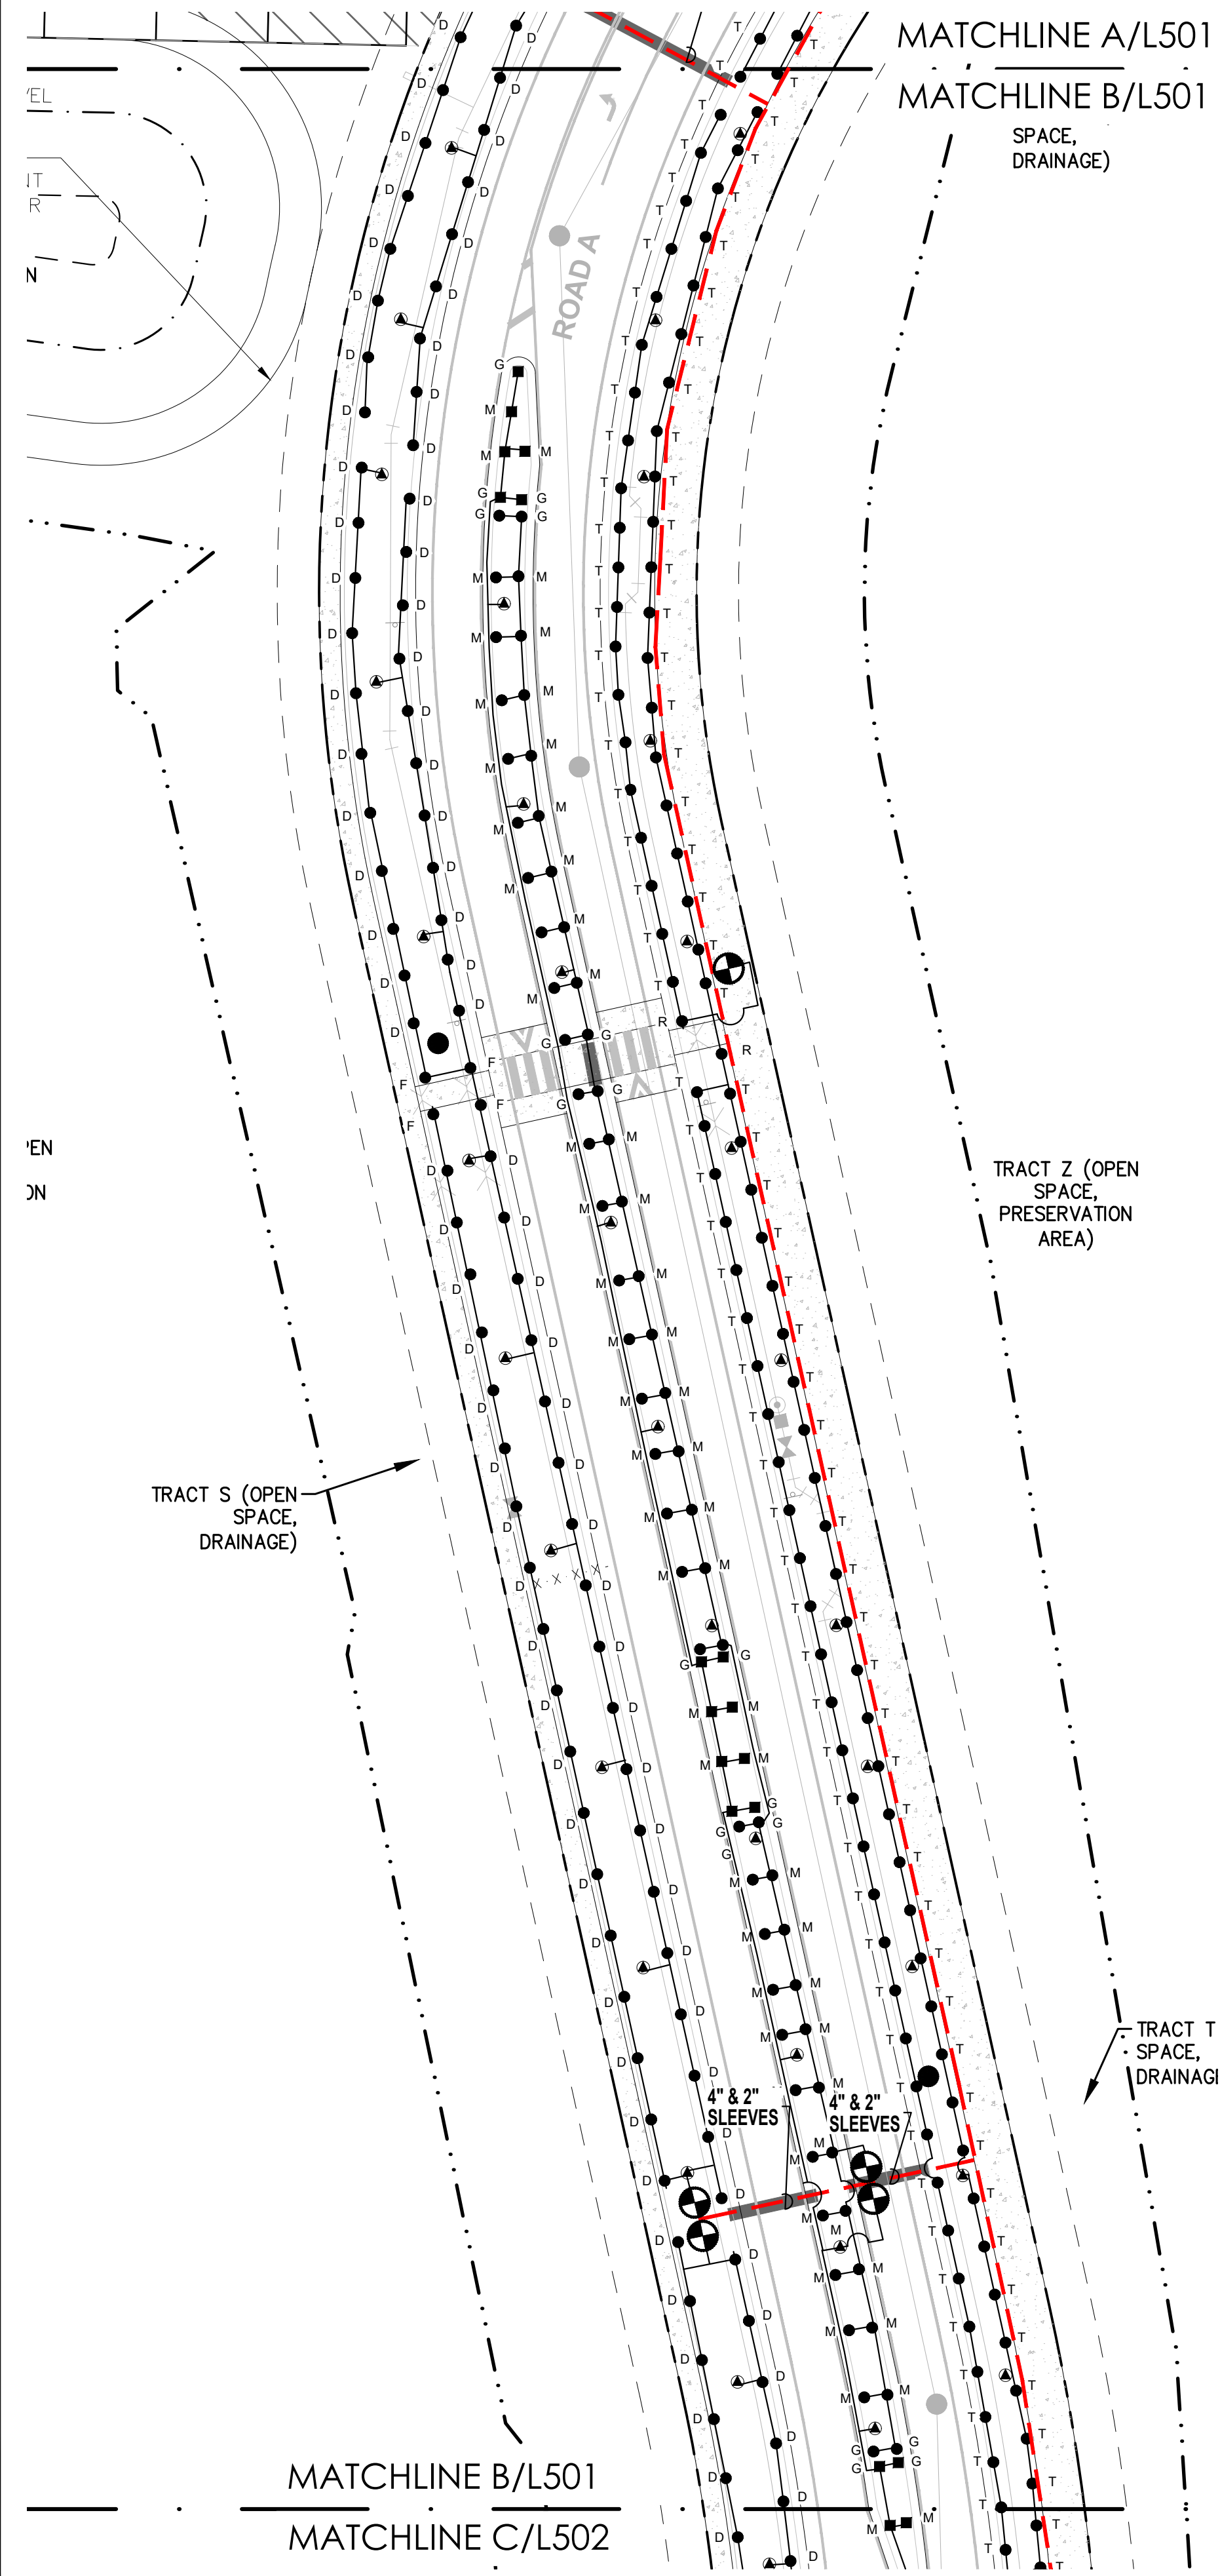 MATCHLINE A/L501
MATCHLINE B/L501
SPACE,
DRAINAGE)
ROAD A
TRACT Z (OPEN
SPACE,
PRESERVATION
AREA)
TRACT S (OPEN
SPACE,
DRAINAGE)
TRACT T
SPACE,
DRAINAGE
4" & 2"
SLEEVES
4" & 2"
SLEEVES
MATCHLINE B/L501
MATCHLINE C/L502